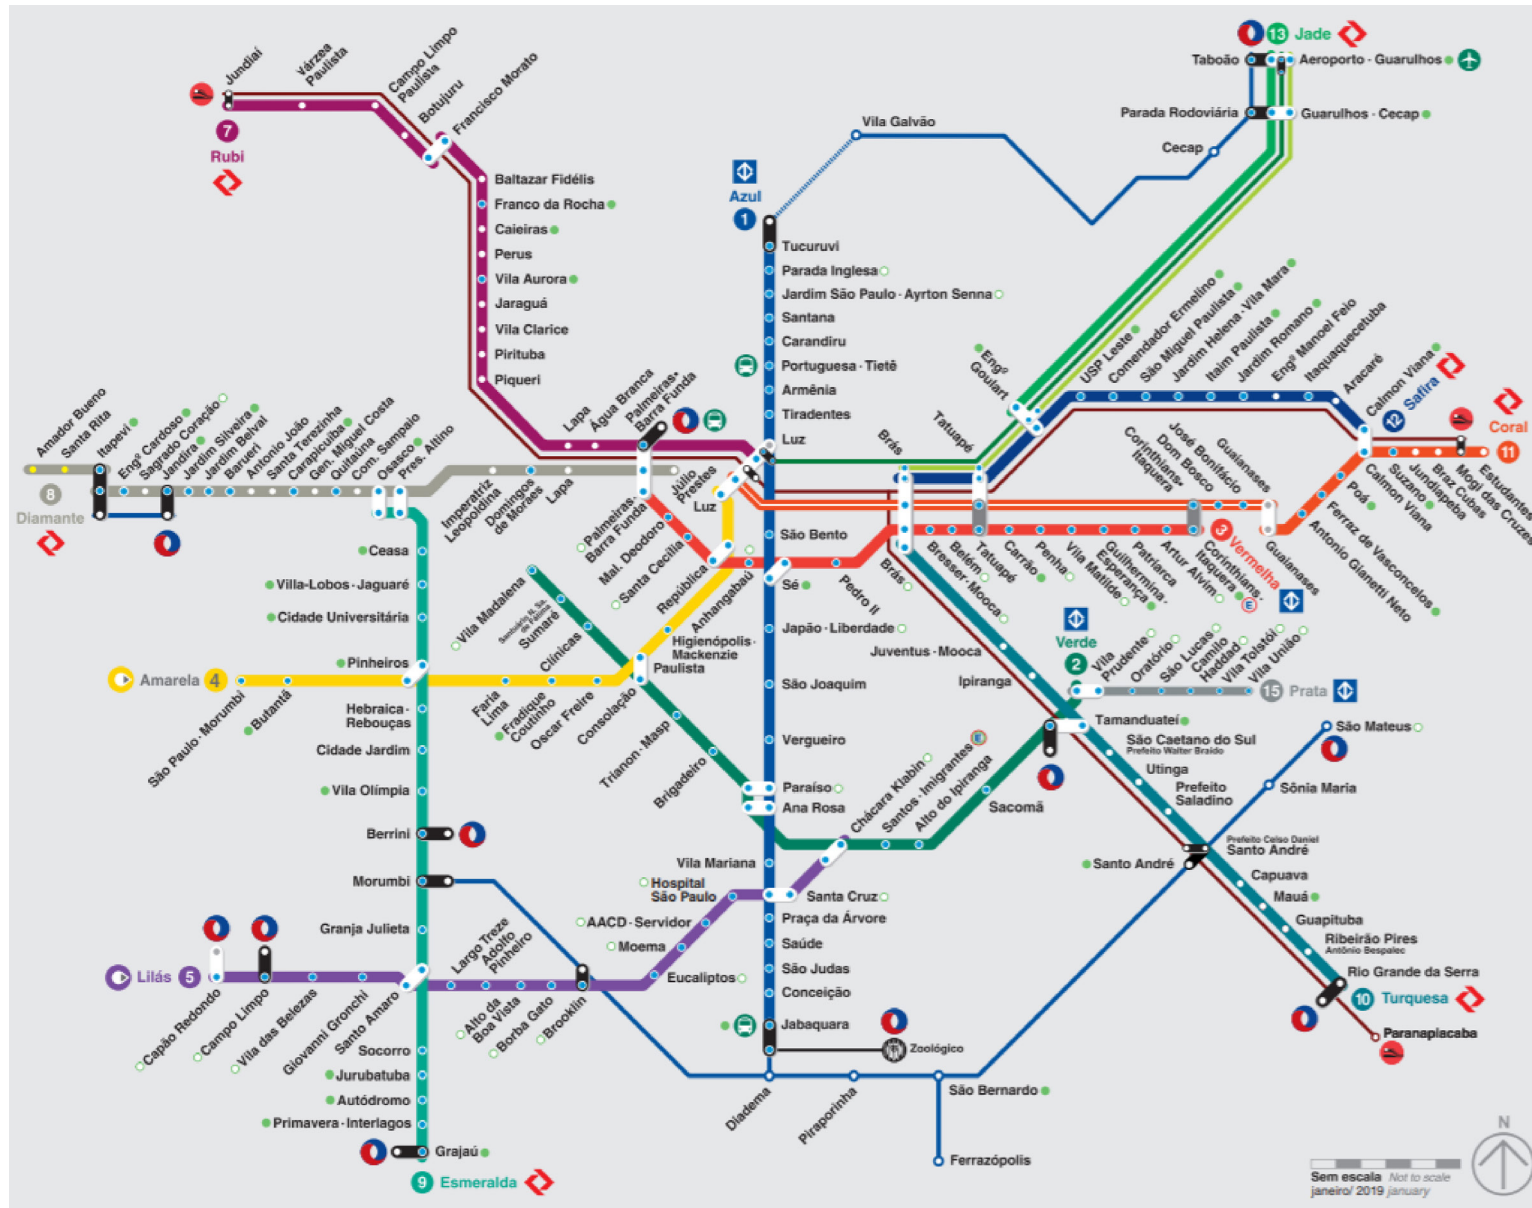 Jundiaí
Várzea
Paulista
Campo Limpo
Paulista
Botujuru
Francisco Morato
7
Rubi
Baltazar Fidélis
Franco da Rocha
Caieiras
Perus
Vila Aurora
Jaraguá
Vila Clarice
Pirituba
Piqueri
Lapa
Água Branca
Palmeiras-
Barra Funda
Azul
1
Tucuruvi
Parada Inglesa
Jardim São Paulo - Ayrton Senna
Santana
Carandiru
Portuguesa - Tietê
Armênia
Tiradentes
Luz
Vila Galvão
Cecap
Parada Rodoviária
Taboão
13 Jade
Aeroporto - Guarulhos
Guarulhos - Cecap
Engº
Goulart
USP Leste
Comendador Ermelino
São Miguel Paulista
Jardim Helena - Vila Mara
Itaim Paulista
Jardim Romano
Engº Manoel Feio
Itaquaquecetuba
Aracaré
Calmon Viana
12 Safira
Coral
11
Brás
Tatuapé
Corinthians-
Itaquera
Dom Bosco
José Bonifácio
Guaianases
Calmon Viana
Suzano
Jundiapeba
Braz Cubas
Mogi das Cruzes
Estudantes
Poá
Ferraz de Vasconcelos
Antonio Gianetti Neto
Guaianases
Amador Bueno
Santa Rita
Itapevi
Engº Cardoso
Sagrado Coração
Jandira
Jardim Silveira
Jardim Belval
Barueri
Antonio João
Santa Terezinha
Carapicuíba
Gen. Miguel Costa
Quitaúna
Com. Sampaio
Osasco
Pres. Altino
8
Diamante
Imperatriz
Leopoldina
Domingos
de Moraes
Lapa
Júlio
Prestes
Luz
Palmeiras-
Barra Funda
Mal. Deodoro
Santa Cecília
República
Anhangabaú
São Bento
Sé
Pedro II
Brás
Bresser - Mooca
Belém
Tatuapé
Carrão
Penha
Vila Matilde
Guilhermina -
Esperança
Patriarca
Artur Alvim
Corinthians-
Itaquera
E
3 Vermelha
Ceasa
Villa-Lobos - Jaguaré
Cidade Universitária
Pinheiros
Hebraica -
Rebouças
Cidade Jardim
Vila Olímpia
Berrini
Morumbi
Granja Julieta
Santo Amaro
Socorro
Jurubatuba
Autódromo
Primavera - Interlagos
Grajaú
9 Esmeralda
Amarela 4
São Paulo - Morumbi
Butantã
Faria
Lima
Fradique
Coutinho
Oscar Freire
Consolação
Paulista
Higienópolis -
Mackenzie
Vila Madalena
Santuário N. Sa.
de Fátima
Sumaré
Clínicas
Trianon - Masp
Brigadeiro
Japão - Liberdade
São Joaquim
Vergueiro
Paraíso
Ana Rosa
Vila Mariana
Santa Cruz
Praça da Árvore
Saúde
São Judas
Conceição
Jabaquara
Zoológico
Chácara Klabin
Santos - Imigrantes
E
Alto do Ipiranga
Sacomã
Tamanduateí
Verde
2
Vila
Prudente
Oratório
São Lucas
Camilo
Haddad
Vila Tolstói
Vila União
15 Prata
Juventus - Mooca
Ipiranga
São Caetano do Sul
Prefeito Walter Braido
Utinga
Prefeito
Saladino
Prefeito Celso Daniel
Santo André
Santo André
Capuava
Mauá
Guapituba
Ribeirão Pires
Antônio Bespalec
Rio Grande da Serra
10 Turquesa
Paranapiacaba
São Mateus
Sônia Maria
Lilás 5
Capão Redondo
Campo Limpo
Vila das Belezas
Giovanni Gronchi
Largo Treze
Adolfo
Pinheiro
Alto da
Boa Vista
Borba Gato
Brooklin
Eucaliptos
Moema
AACD - Servidor
Hospital
São Paulo
Diadema
Piraporinha
São Bernardo
Ferrazópolis
N
Sem escala Not to scale
janeiro/ 2019 january